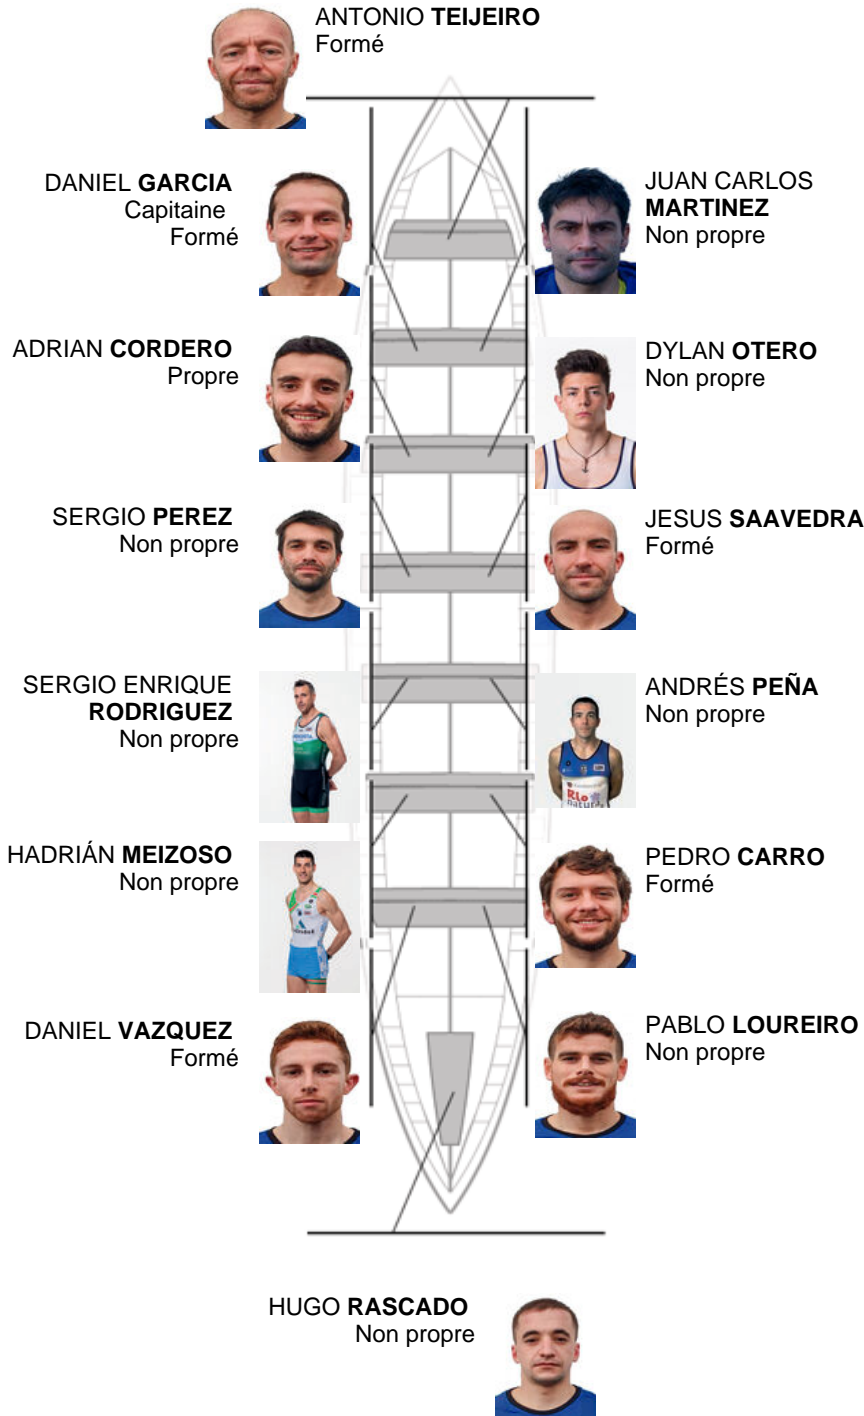 ANTONIO TEIJEIRO
Formé
DANIEL GARCIA
Capitaine
Formé
JUAN CARLOS
MARTINEZ
Non propre
ADRIAN CORDERO
Propre
DYLAN OTERO
Non propre
SERGIO PEREZ
Non propre
JESUS SAAVEDRA
Formé
SERGIO ENRIQUE
RODRIGUEZ
Non propre
ANDRÉS PEÑA
Non propre
HADRIÁN MEIZOSO
Non propre
PEDRO CARRO
Formé
DANIEL VAZQUEZ
Formé
PABLO LOUREIRO
Non propre
HUGO RASCADO
Non propre